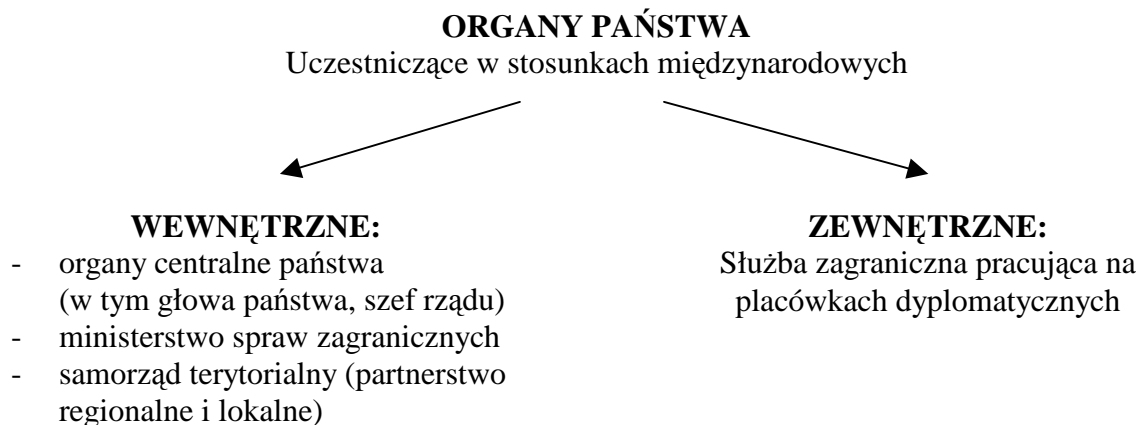 ORGANY PAŃSTWA
Uczestniczące w stosunkach międzynarodowych
WEWNĘTRZNE:
- organy centralne państwa
(w tym głowa państwa, szef rządu)
- ministerstwo spraw zagranicznych
- samorząd terytorialny (partnerstwo
regionalne i lokalne)
ZEWNĘTRZNE:
Służba zagraniczna pracująca na
placówkach dyplomatycznych